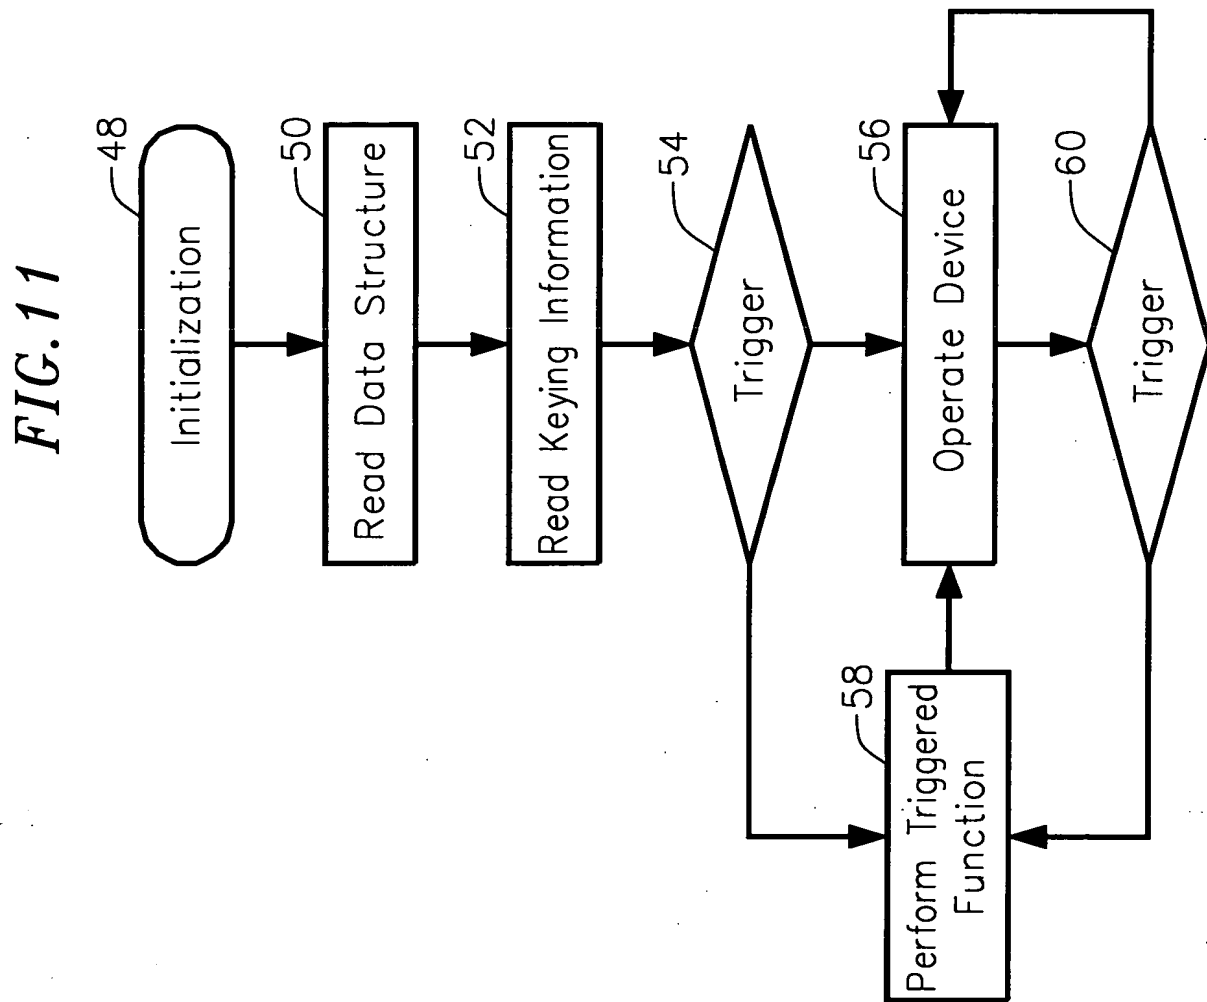 FIG.11
48
Initialization
50
Read Data Structure
52
Read Keying Information
54
Trigger
56
Operate Device
58
Perform Triggered
Function
60
Trigger